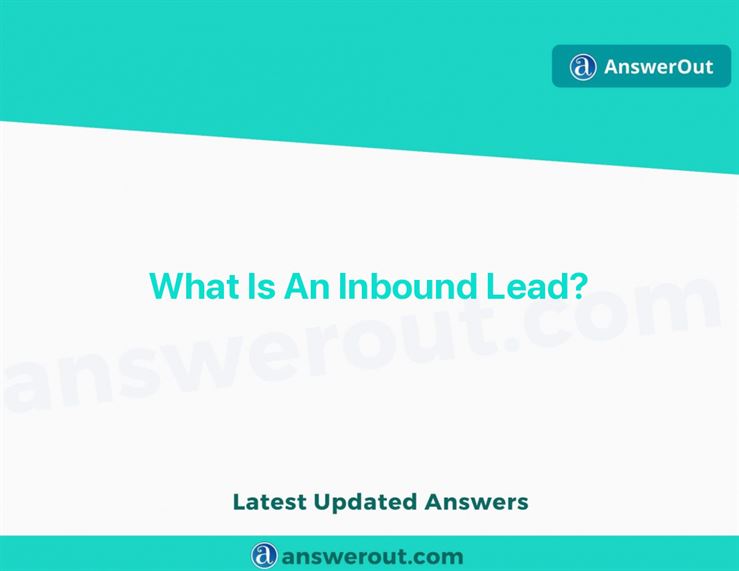 AnswerOut
What Is An Inbound Lead?
answerout.com
Latest Updated Answers
answerout.com